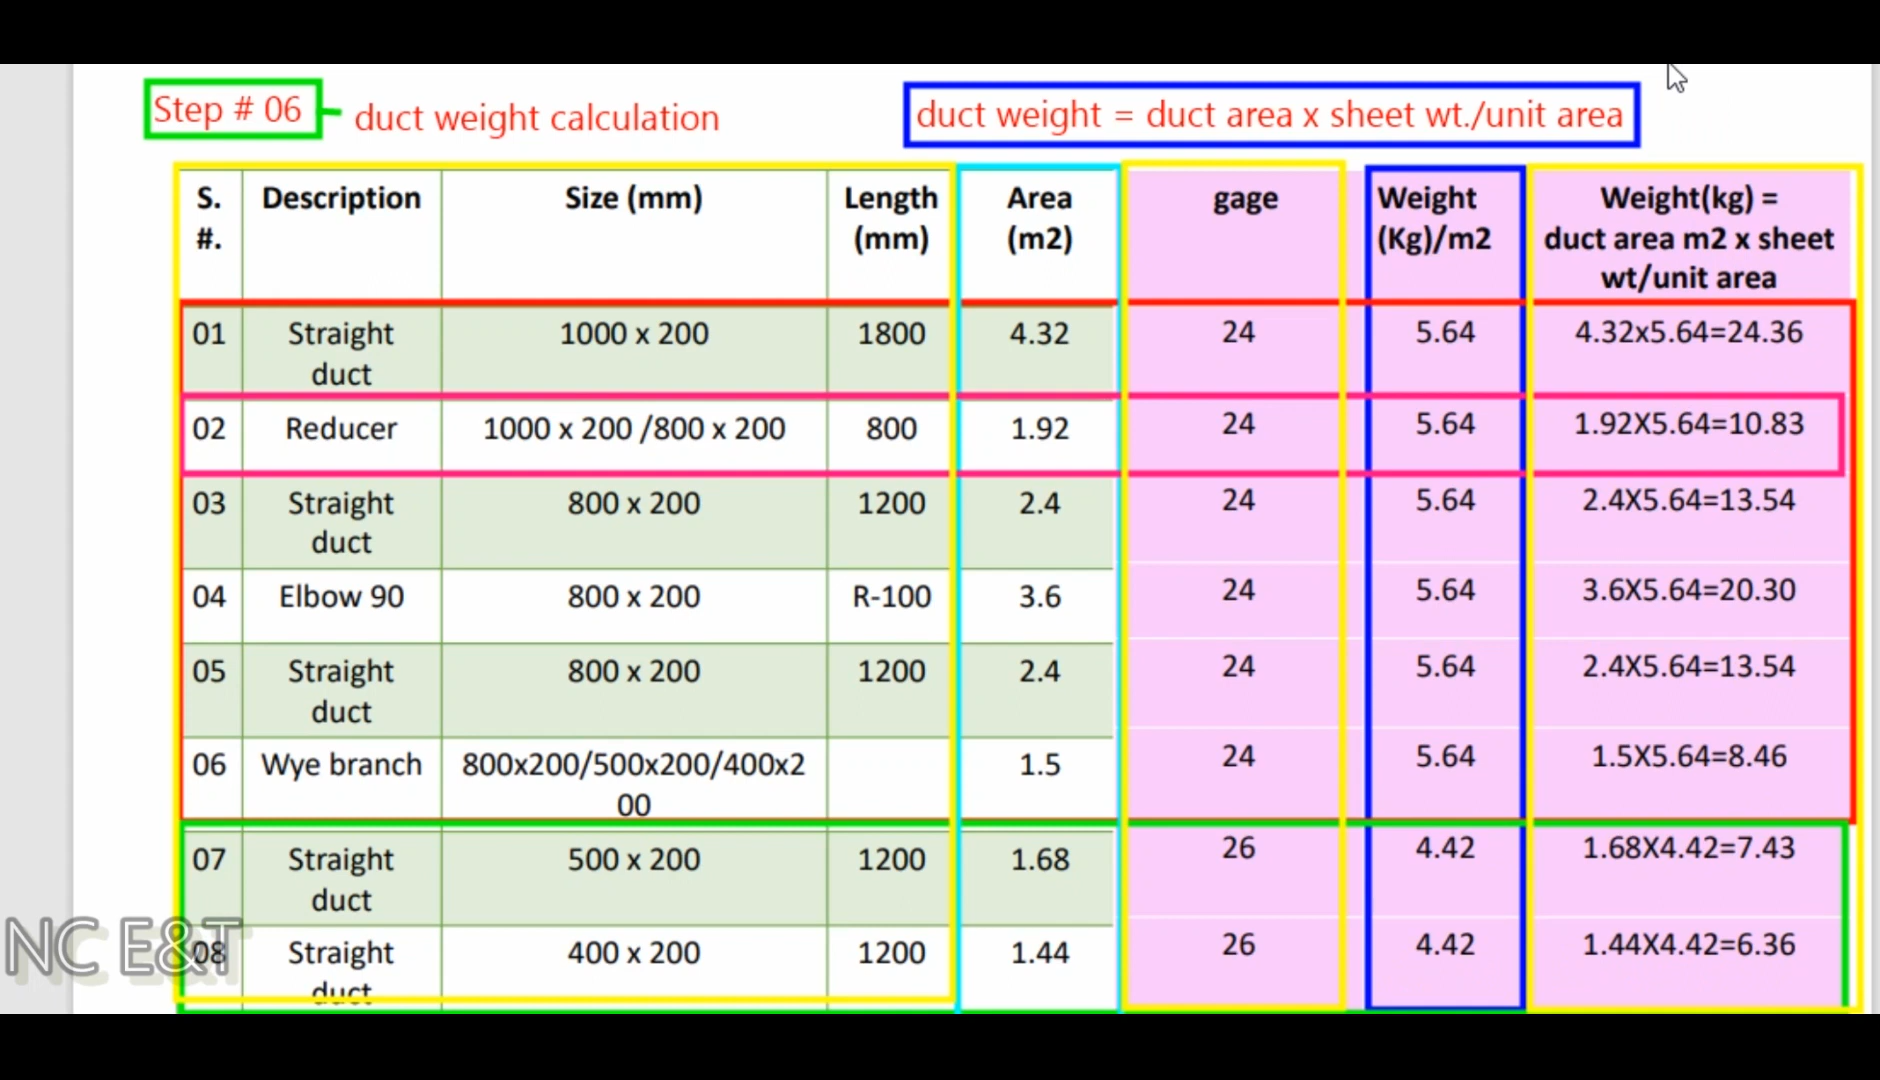 Step # 06
duct weight calculation
duct weight = duct area x sheet wt./unit area
S. #. Description Size (mm) Length (mm) Area (m2) gage Weight (Kg)/m2 Weight(kg) = duct area m2 x sheet wt/unit area
01 Straight duct 1000 x 200 1800 4.32 24 5.64 4.32x5.64=24.36
02 Reducer 1000 x 200 /800 x 200 800 1.92 24 5.64 1.92X5.64=10.83
03 Straight duct 800 x 200 1200 2.4 24 5.64 2.4X5.64=13.54
04 Elbow 90 800 x 200 R-100 3.6 24 5.64 3.6X5.64=20.30
05 Straight duct 800 x 200 1200 2.4 24 5.64 2.4X5.64=13.54
06 Wye branch 800x200/500x200/400x200 1.5 24 5.64 1.5X5.64=8.46
07 Straight duct 500 x 200 1200 1.68 26 4.42 1.68X4.42=7.43
08 Straight duct 400 x 200 1200 1.44 26 4.42 1.44X4.42=6.36
NC E&T